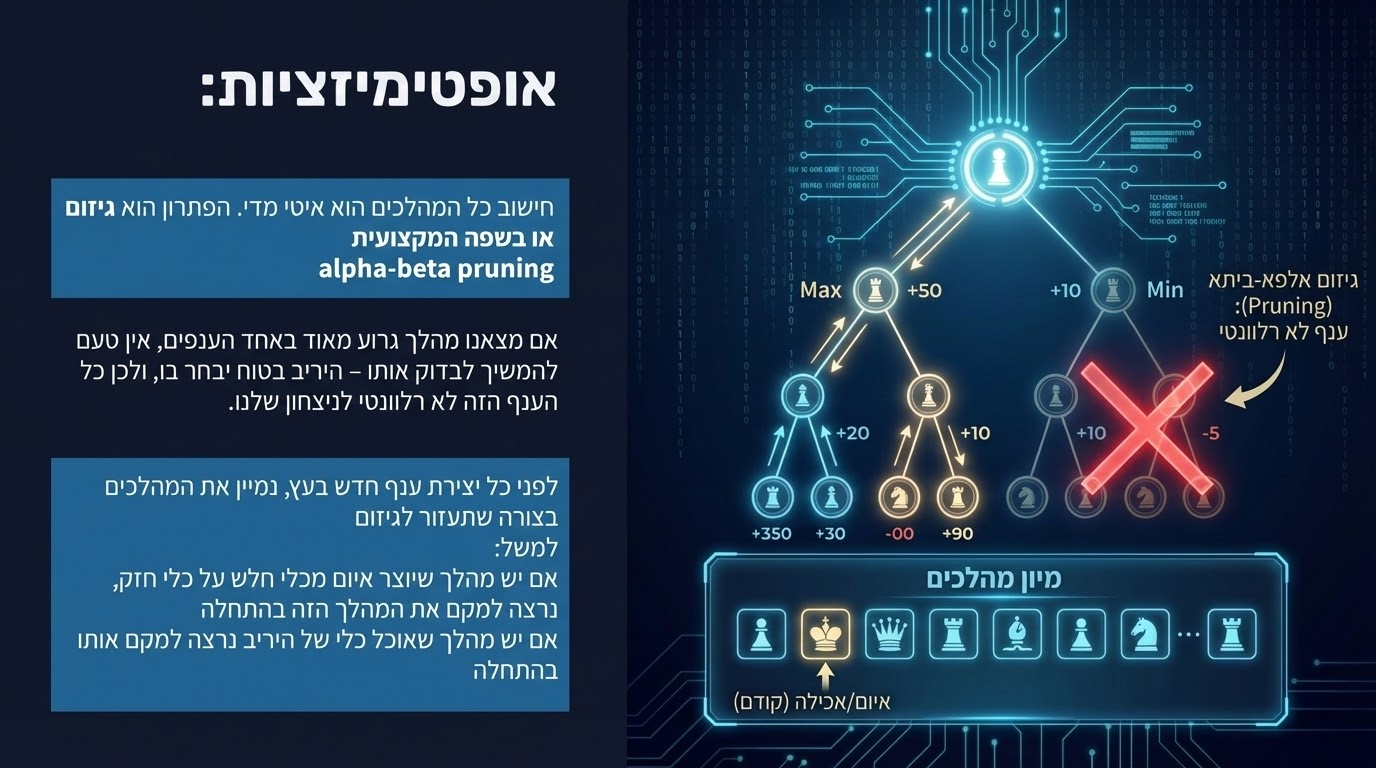 אופטימיזציות:
חישוב כל המהלכים הוא איטי מדי. הפתרון הוא גיזום
או בשפה המקצועית
alpha-beta pruning
אם מצאנו מהלך גרוע מאוד באחד הענפים, אין טעם
להמשיך לבדוק אותו – היריב בטוח יבחר בו, ולכן כל
הענף הזה לא רלוונטי לניצחון שלנו.
לפני כל יצירת ענף חדש בעץ, נמיין את המהלכים
בצורה שתעזור לגיזום
למשל:
אם יש מהלך שיוצר איום מכלי חלש על כלי חזק,
נרצה למקם את המהלך הזה בהתחלה
אם יש מהלך שאוכל כלי של היריב נרצה למקם אותו
בהתחלה
Max +50 +10 Min
גיזום אלפא-ביתא
(Pruning):
ענף לא רלוונטי
+20 +10 +10 -5
+350 +30 -00 +90
מיון מהלכים
...
איום/אכילה (קודם)